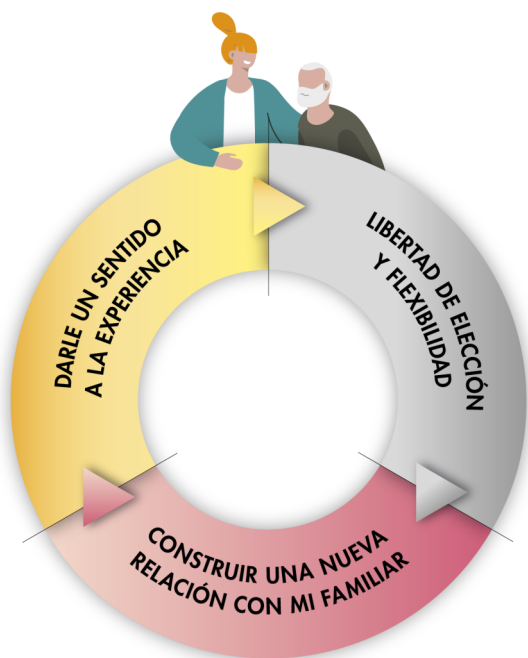 DARLE UN SENTIDO
A LA EXPERIENCIA
LIBERTAD DE ELECCIÓN
Y FLEXIBILIDAD
CONSTRUIR UNA NUEVA
RELACIÓN CON MI FAMILIAR